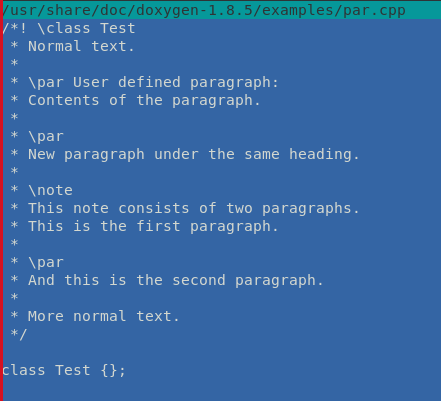 /usr/share/doc/doxygen-1.8.5/examples/par.cpp
/*! \class Test
 * Normal text.
 *
 * \par User defined paragraph:
 * Contents of the paragraph.
 *
 * \par
 * New paragraph under the same heading.
 *
 * \note
 * This note consists of two paragraphs.
 * This is the first paragraph.
 *
 * \par
 * And this is the second paragraph.
 *
 * More normal text.
 */

class Test {};